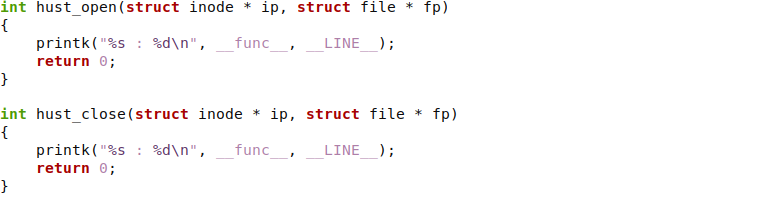 int hust_open(struct inode * ip, struct file * fp)
{
    printk("%s : %d\n", __func__, __LINE__);
    return 0;
}

int hust_close(struct inode * ip, struct file * fp)
{
    printk("%s : %d\n", __func__, __LINE__);
    return 0;
}